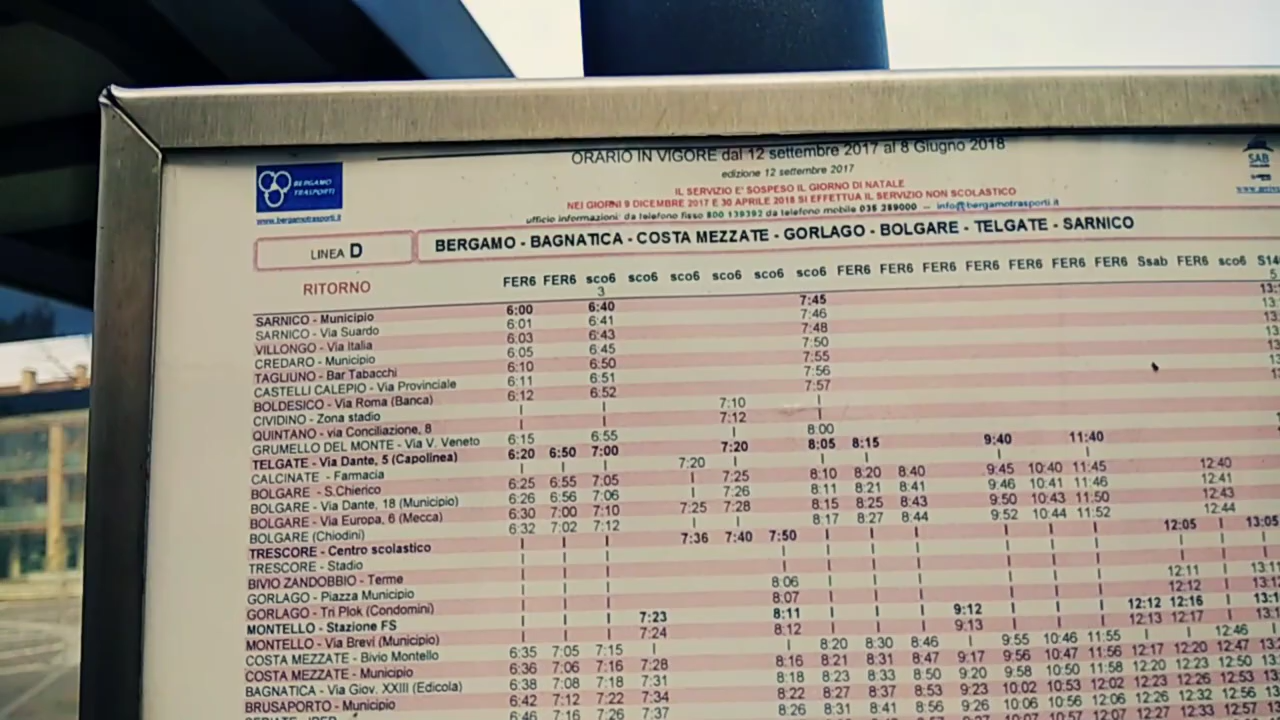 ORARIO IN VIGORE dal 12 settembre 2017 al 8 Giugno 2018
edizione 12 settembre 2017
IL SERVIZIO E' SOSPESO IL GIORNO DI NATALE
NEI GIORNI 9 DICEMBRE 2017 E 30 APRILE 2018 SI EFFETTUA IL SERVIZIO NON SCOLASTICO
ufficio informazioni: da telefono fisso 800 139392 da telefono mobile 035 289000 – info@bergamotrasporti.it
BERGAMO
TRASPORTI
www.bergamotrasporti.it
SAB
LINEA D
BERGAMO - BAGNATICA - COSTA MEZZATE - GORLAGO - BOLGARE - TELGATE - SARNICO
RITORNO
FER6 FER6 sco6 sco6 sco6 sco6 sco6 sco6 FER6 FER6 FER6 FER6 FER6 FER6 FER6 Ssab FER6 sco6
3
SARNICO - Municipio 6:00 6:40 7:45
SARNICO - Via Suardo 6:01 6:41 7:46
VILLONGO - Via Italia 6:03 6:43 7:48
CREDARO - Municipio 6:05 6:45 7:50
TAGLIUNO - Bar Tabacchi 6:10 6:50 7:55
CASTELLI CALEPIO - Via Provinciale 6:11 6:51 7:56
BOLDESICO - Via Roma (Banca) 6:12 6:52 7:57
CIVIDINO - Zona stadio | | 7:10 |
QUINTANO - via Conciliazione, 8 | | 7:12 |
GRUMELLO DEL MONTE - Via V. Veneto 6:15 6:55 8:00
TELGATE - Via Dante, 5 (Capolinea) 6:20 6:50 7:00 7:20 8:05 8:15 9:40 11:40
CALCINATE - Farmacia | | | 7:20 | | | | |
BOLGARE - S.Chierico 6:25 6:55 7:05 | 7:25 8:10 8:20 8:40 9:45 10:40 11:45 12:40
BOLGARE - Via Dante, 18 (Municipio) 6:26 6:56 7:06 | 7:26 8:11 8:21 8:41 9:46 10:41 11:46 12:41
BOLGARE - Via Europa, 6 (Mecca) 6:30 7:00 7:10 7:25 7:28 8:15 8:25 8:43 9:50 10:43 11:50 12:43
BOLGARE (Chiodini) 6:32 7:02 7:12 | | 8:17 8:27 8:44 9:52 10:44 11:52 12:44
TRESCORE - Centro scolastico | | | 7:36 7:40 7:50 | | | | | | 12:05 | 13:05
TRESCORE - Stadio
BIVIO ZANDOBBIO - Terme
GORLAGO - Piazza Municipio | | | 8:06 | | | | | | 12:11 |
GORLAGO - Tri Plok (Condomini) | | | 8:07 | | | | | | 12:12 |
MONTELLO - Stazione FS | | | 7:23 8:11 | | | 9:12 | | | 12:12 12:16 |
MONTELLO - Via Brevi (Municipio) | | | 7:24 8:12 | | | 9:13 | | | 12:13 12:17 |
COSTA MEZZATE - Bivio Montello 6:35 7:05 7:15 | | 8:20 8:30 8:46 | 9:55 10:46 11:55 | | 12:46
COSTA MEZZATE - Municipio 6:36 7:06 7:16 7:28 8:16 8:21 8:31 8:47 9:17 9:56 10:47 11:56 12:17 12:20 12:47
BAGNATICA - Via Giov. XXIII (Edicola) 6:38 7:08 7:18 7:31 8:18 8:23 8:33 8:50 9:20 9:58 10:50 11:58 12:20 12:23 12:50
BRUSAPORTO - Municipio 6:42 7:12 7:22 7:34 8:22 8:27 8:37 8:53 9:23 10:02 10:53 12:02 12:23 12:26 12:53
6:46 7:16 7:26 7:37 8:26 8:31 8:41 8:56 9:26 10:06 10:56 12:06 12:26 12:32 12:56